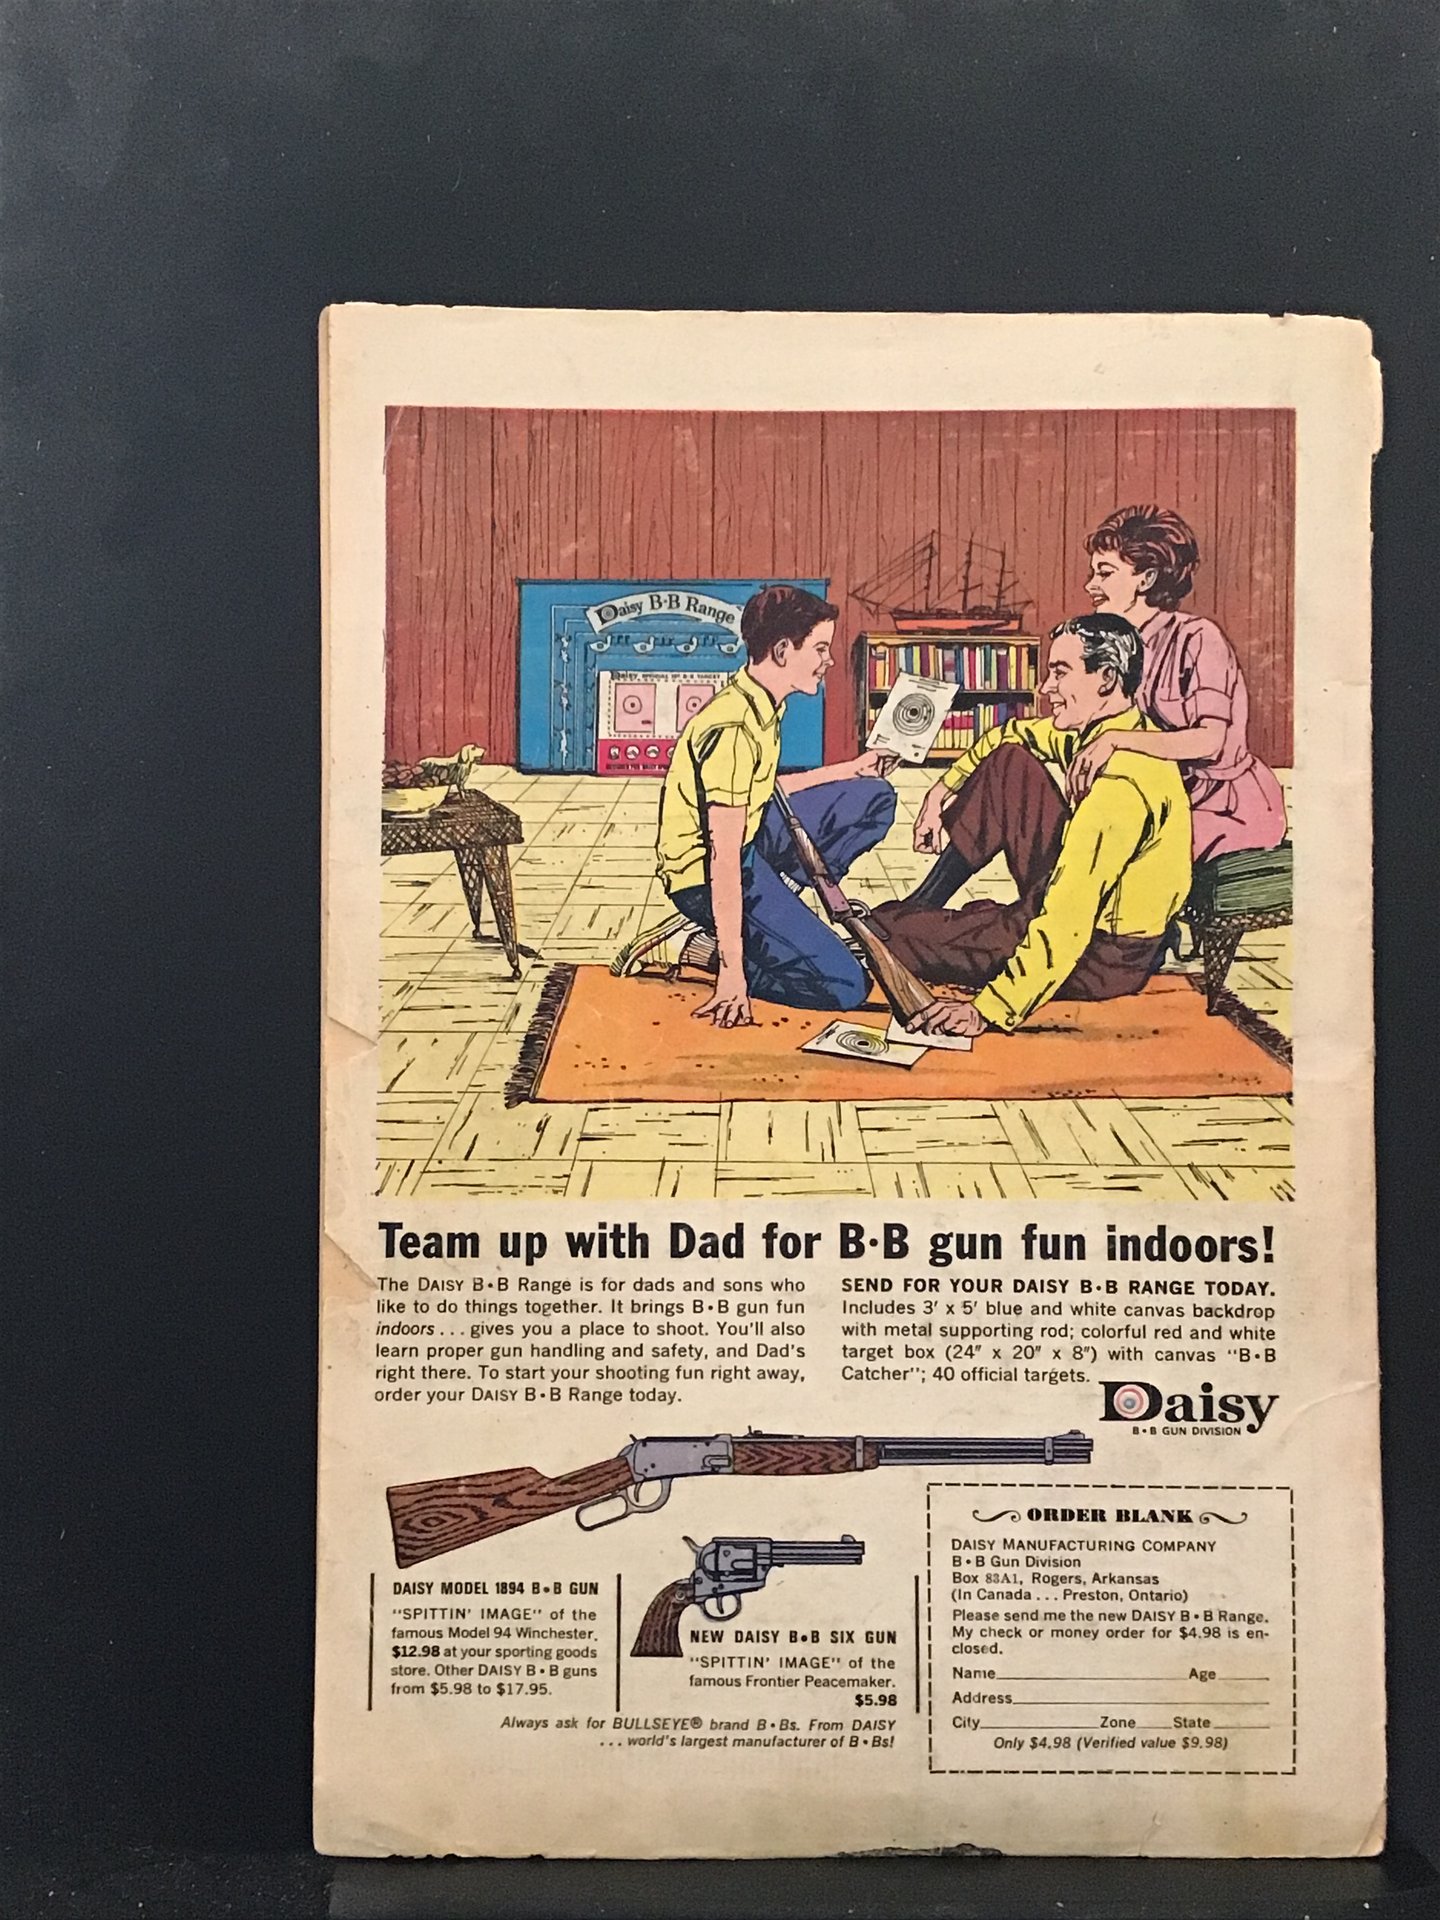 Daisy B·B Range
Daisy OFFICIAL B·B TARGET
Team up with Dad for B·B gun fun indoors!
The DAISY B·B Range is for dads and sons who
like to do things together. It brings B·B gun fun
indoors... gives you a place to shoot. You'll also
learn proper gun handling and safety, and Dad's
right there. To start your shooting fun right away,
order your DAISY B·B Range today.
SEND FOR YOUR DAISY B·B RANGE TODAY.
Includes 3′ x 5′ blue and white canvas backdrop
with metal supporting rod; colorful red and white
target box (24″ x 20″ x 8″) with canvas "B·B
Catcher"; 40 official targets.
Daisy
B·B GUN DIVISION
DAISY MODEL 1894 B·B GUN
"SPITTIN' IMAGE" of the
famous Model 94 Winchester.
$12.98 at your sporting goods
store. Other DAISY B·B guns
from $5.98 to $17.95.
NEW DAISY B·B SIX GUN
"SPITTIN' IMAGE" of the
famous Frontier Peacemaker.
$5.98
Always ask for BULLSEYE® brand B·Bs. From DAISY
...world's largest manufacturer of B·Bs!
ORDER BLANK
DAISY MANUFACTURING COMPANY
B·B Gun Division
Box 83A1, Rogers, Arkansas
(In Canada... Preston, Ontario)
Please send me the new DAISY B·B Range.
My check or money order for $4.98 is en-
closed.
Name Age
Address
City Zone State
Only $4.98 (Verified value $9.98)